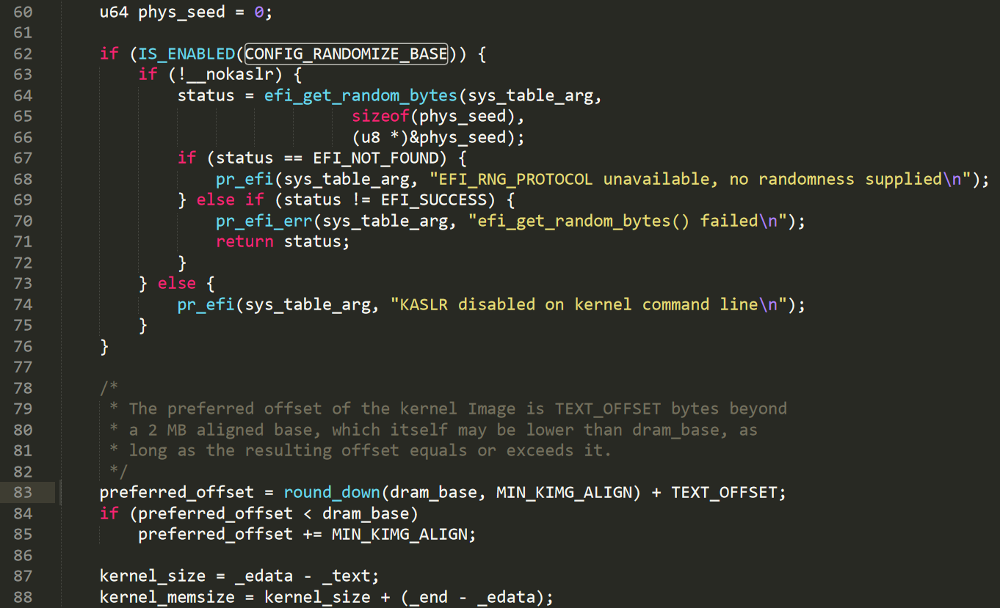 60 u64 phys_seed = 0;
61
62 if (IS_ENABLED(CONFIG_RANDOMIZE_BASE)) {
63 if (!__nokaslr) {
64 status = efi_get_random_bytes(sys_table_arg,
65 sizeof(phys_seed),
66 (u8 *)&phys_seed);
67 if (status == EFI_NOT_FOUND) {
68 pr_efi(sys_table_arg, "EFI_RNG_PROTOCOL unavailable, no randomness supplied\n");
69 } else if (status != EFI_SUCCESS) {
70 pr_efi_err(sys_table_arg, "efi_get_random_bytes() failed\n");
71 return status;
72 }
73 } else {
74 pr_efi(sys_table_arg, "KASLR disabled on kernel command line\n");
75 }
76 }
77
78 /*
79 * The preferred offset of the kernel Image is TEXT_OFFSET bytes beyond
80 * a 2 MB aligned base, which itself may be lower than dram_base, as
81 * long as the resulting offset equals or exceeds it.
82 */
83 preferred_offset = round_down(dram_base, MIN_KIMG_ALIGN) + TEXT_OFFSET;
84 if (preferred_offset < dram_base)
85 preferred_offset += MIN_KIMG_ALIGN;
86
87 kernel_size = _edata - _text;
88 kernel_memsize = kernel_size + (_end - _edata);